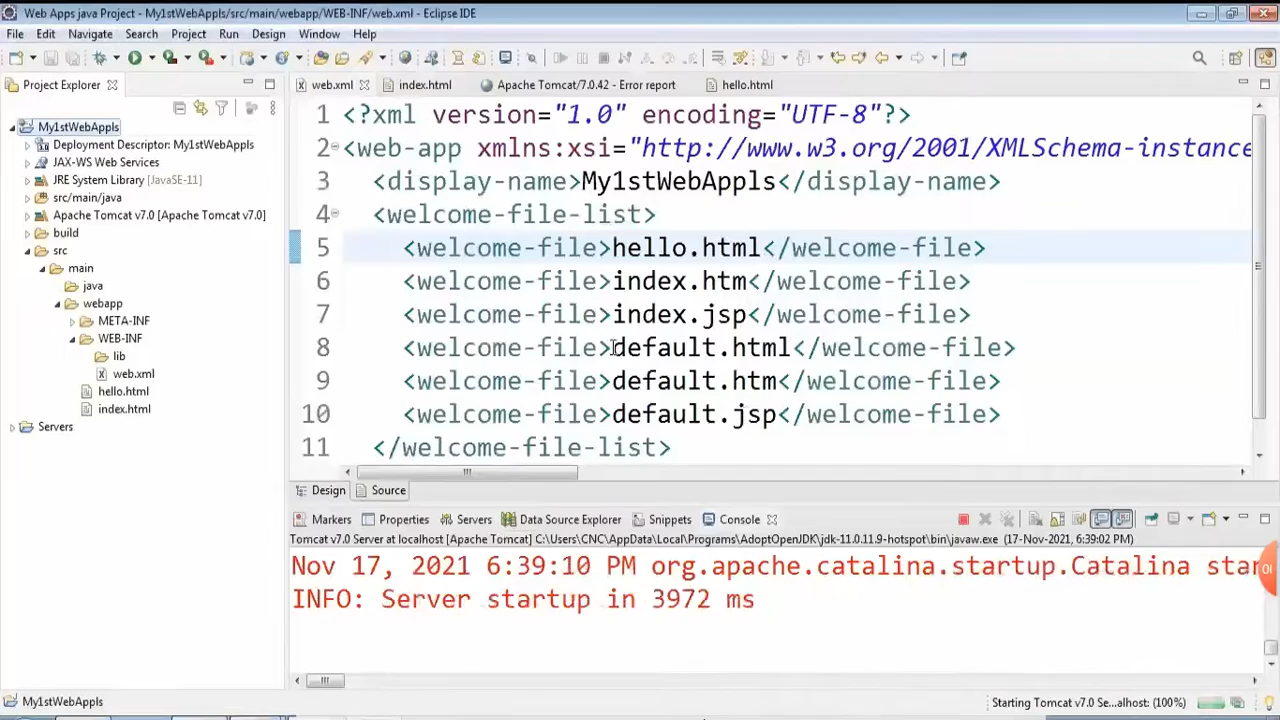 Web Apps java Project - My1stWebAppls/src/main/webapp/WEB-INF/web.xml - Eclipse IDE
File Edit Navigate Search Project Run Design Window Help
Project Explorer
web.xml index.html Apache Tomcat/7.0.42 - Error report hello.html
My1stWebAppls
Deployment Descriptor: My1stWebAppls
JAX-WS Web Services
JRE System Library [JavaSE-11]
src/main/java
Apache Tomcat v7.0 [Apache Tomcat v7.0]
build
src
main
java
webapp
META-INF
WEB-INF
lib
web.xml
hello.html
index.html
Servers
1 <?xml version="1.0" encoding="UTF-8"?>
2 <web-app xmlns:xsi="http://www.w3.org/2001/XMLSchema-instance
3 <display-name>My1stWebAppls</display-name>
4 <welcome-file-list>
5 <welcome-file>hello.html</welcome-file>
6 <welcome-file>index.htm</welcome-file>
7 <welcome-file>index.jsp</welcome-file>
8 <welcome-file>default.html</welcome-file>
9 <welcome-file>default.htm</welcome-file>
10 <welcome-file>default.jsp</welcome-file>
11 </welcome-file-list>
Design Source
Markers Properties Servers Data Source Explorer Snippets Console
Tomcat v7.0 Server at localhost [Apache Tomcat] C:\Users\CNC\AppData\Local\Programs\AdoptOpenJDK\jdk-11.0.11.9-hotspot\bin\javaw.exe (17-Nov-2021, 6:39:02 PM)
Nov 17, 2021 6:39:10 PM org.apache.catalina.startup.Catalina star
INFO: Server startup in 3972 ms
My1stWebAppls
Starting Tomcat v7.0 Se...alhost: (100%)